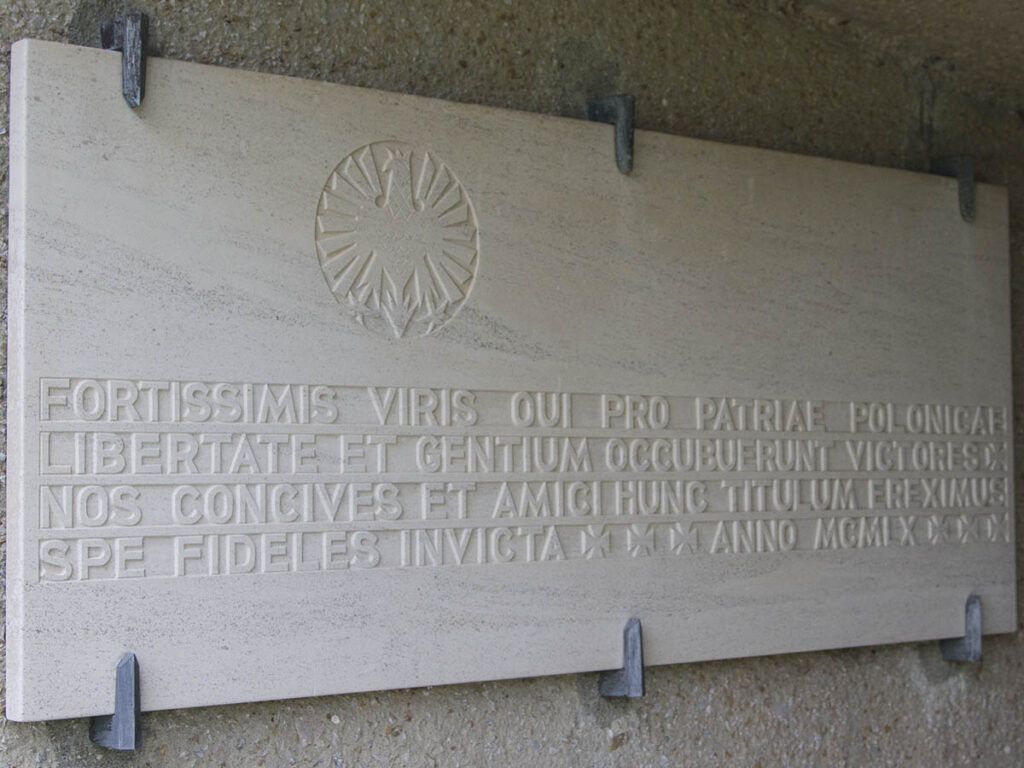 FORTISSIMIS VIRIS QUI PRO PATRIAE POLONICAE
LIBERTATE ET GENTIUM OCCUBUERUNT VICTORES
NOS CONCIVES ET AMICI HUNC TITULUM EREXIMUS
SPE FIDELES INVICTA ANNO MCMLX